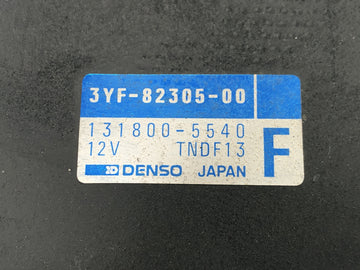 3YF-82305-00
131800-5540
12V TNDF13
F
DENSO JAPAN